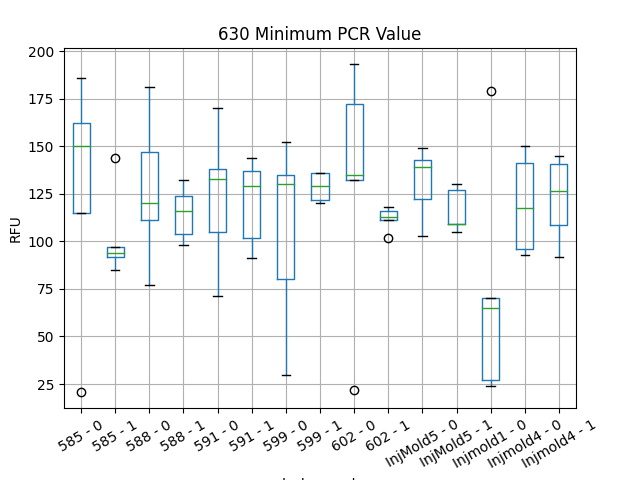 630 Minimum PCR Value
200
175
150
125
100
75
50
25
RFU
585 - 0
585 - 1
588 - 0
588 - 1
591 - 0
591 - 1
599 - 0
599 - 1
602 - 0
602 - 1
InjMold5 - 0
InjMold5 - 1
Injmold1 - 0
Injmold4 - 0
Injmold4 - 1